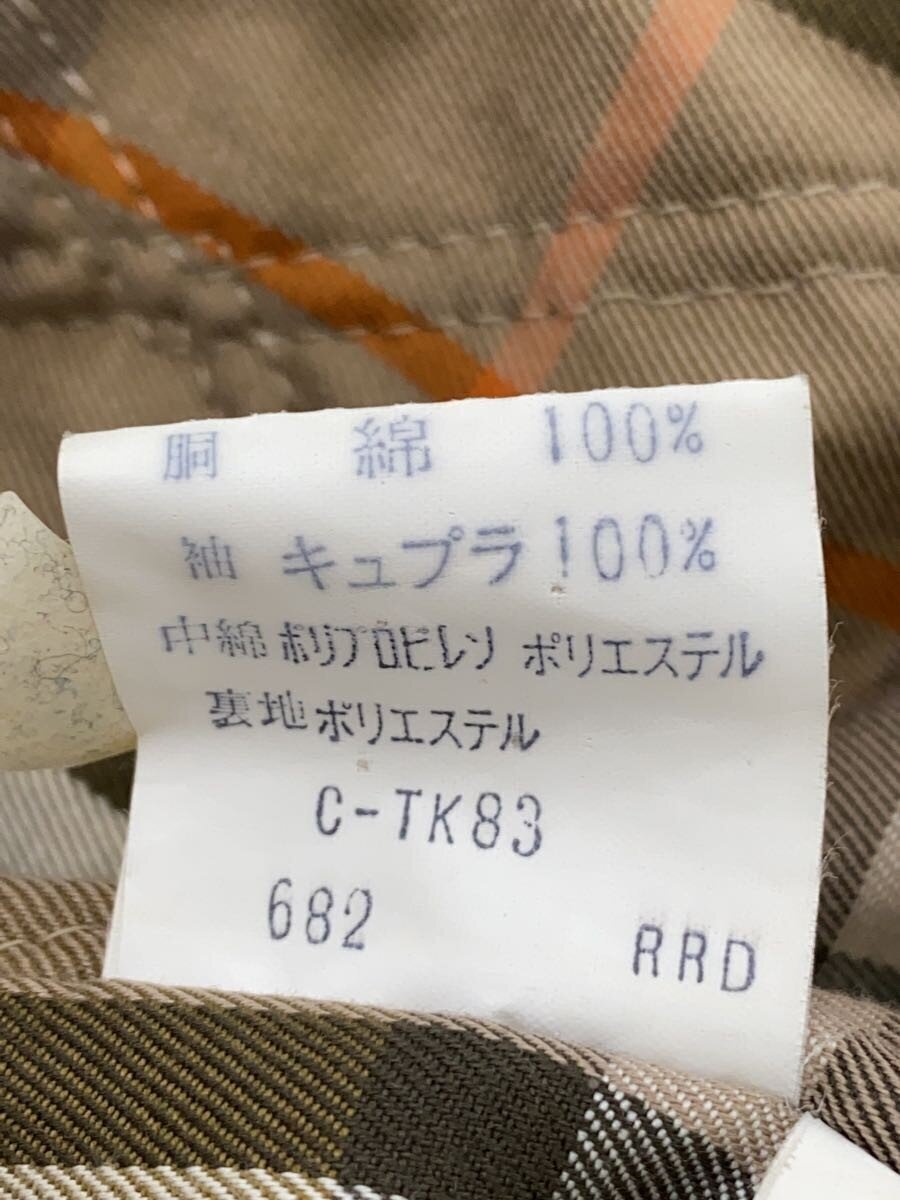 胴 綿 100%
袖 キュプラ 100%
中綿 ポリプロピレン ポリエステル
裏地 ポリエステル
C-TK83
682 RRD